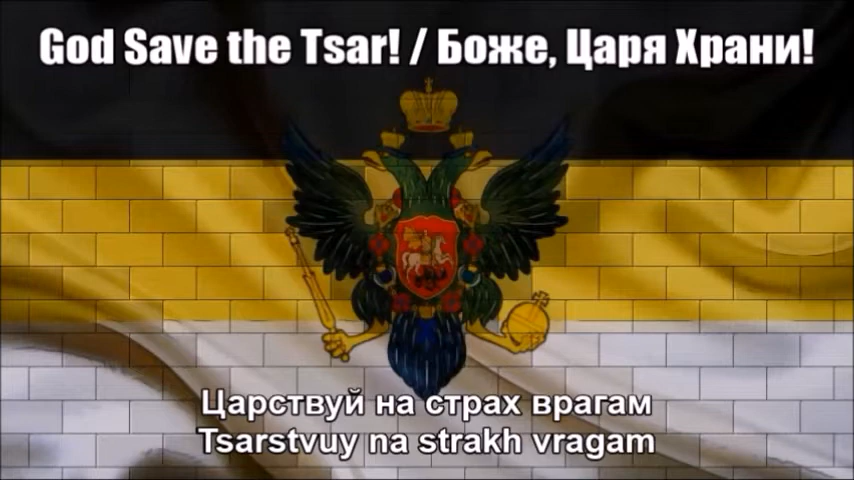 God Save the Tsar! / Боже, Царя Храни!
Царствуй на страх врагам
Tsarstvuy na strakh vragam